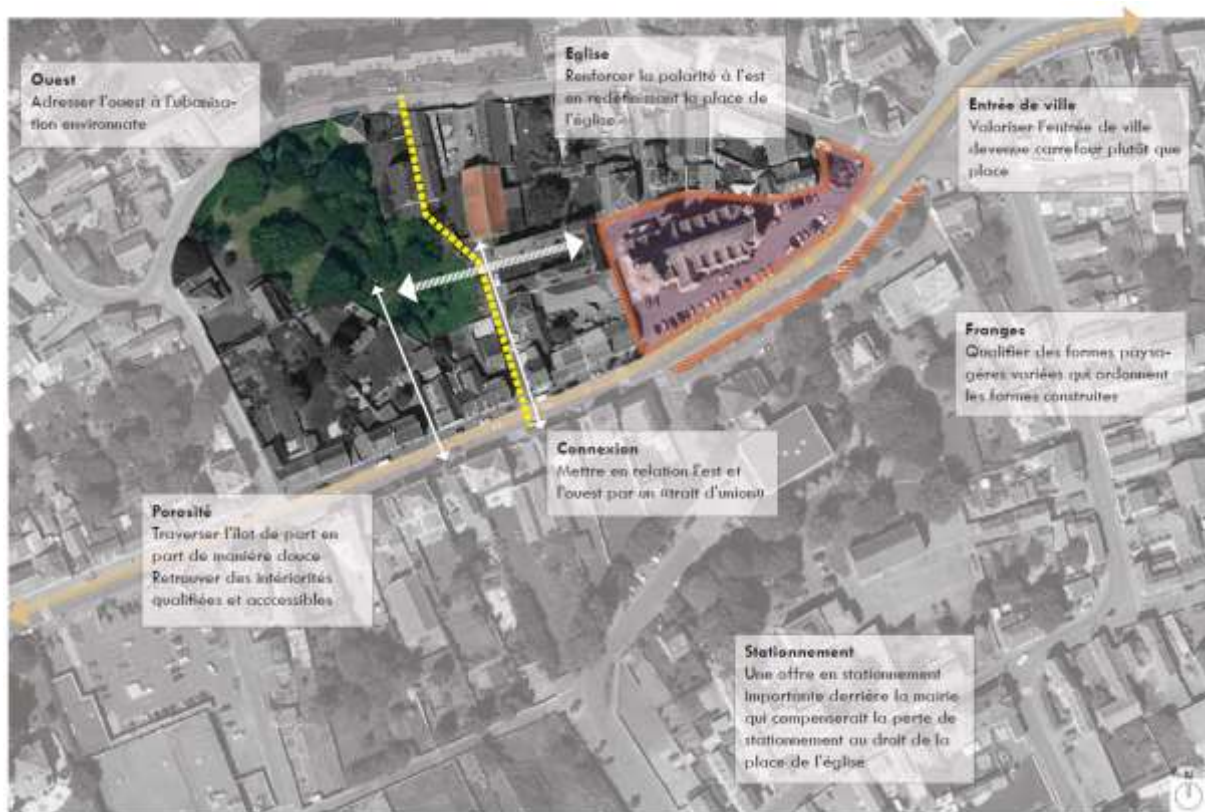 Ouest
Adresser l'ouest à l'ubanisa-
tion environnate
Eglise
Renforcer la polarité à l'est
en redéfinissant la place de
l'église
Entrée de ville
Valoriser l'entrée de ville
devenue carrefour plutôt que
place
Franges
Qualifier des formes paysa-
gères variées qui ordonnent
les formes construites
Connexion
Mettre en relation l'est et
l'ouest par un «trait d'union»
Porosité
Traverser l'îlot de part en
part de manière douce
Retrouver des intériorités
qualifiées et acccessibles
Stationnement
Une offre en stationnement
importante derrière la mairie
qui compenserait la perte de
stationnement au droit de la
place de l'église